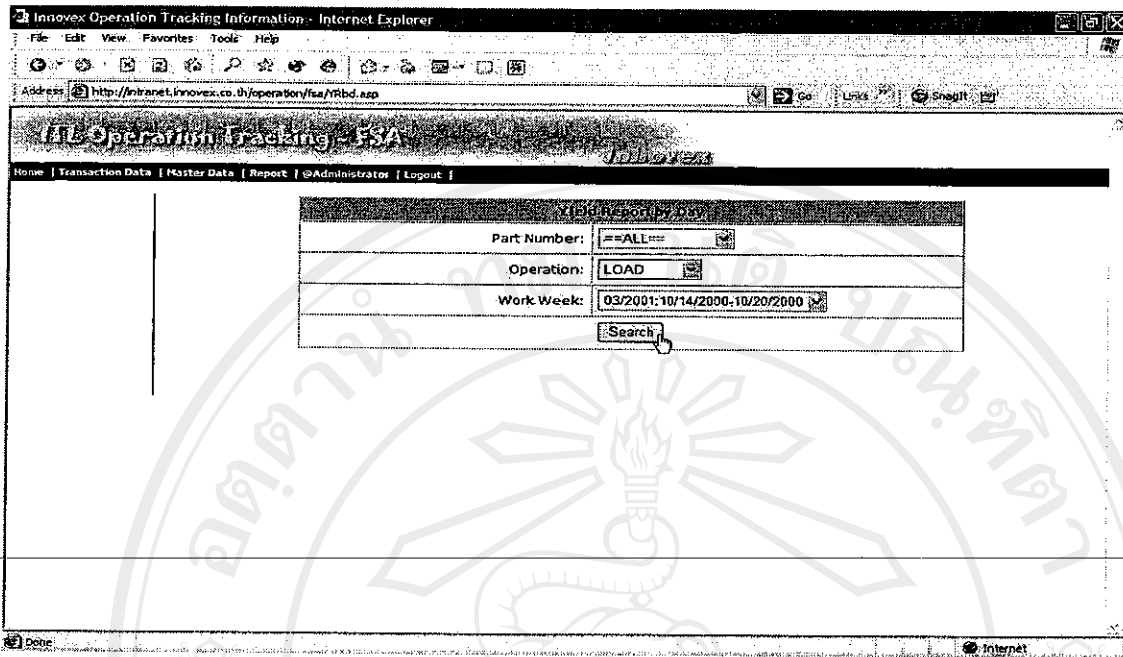 Innovex Operation Tracking Information - Internet Explorer
File Edit View Favorites Tools Help
Address http://intranet.innovex.co.th/operation/fsa/YRbd.asp Go Links SnagIt
ITL Operation Tracking - FSA
Innovex
Home | Transaction Data | Master Data | Report | @Administrator | Logout |
Yield Report by Day
Part Number: ==ALL==
Operation: LOAD
Work Week: 03/2001:10/14/2000-10/20/2000
Search
Done Internet